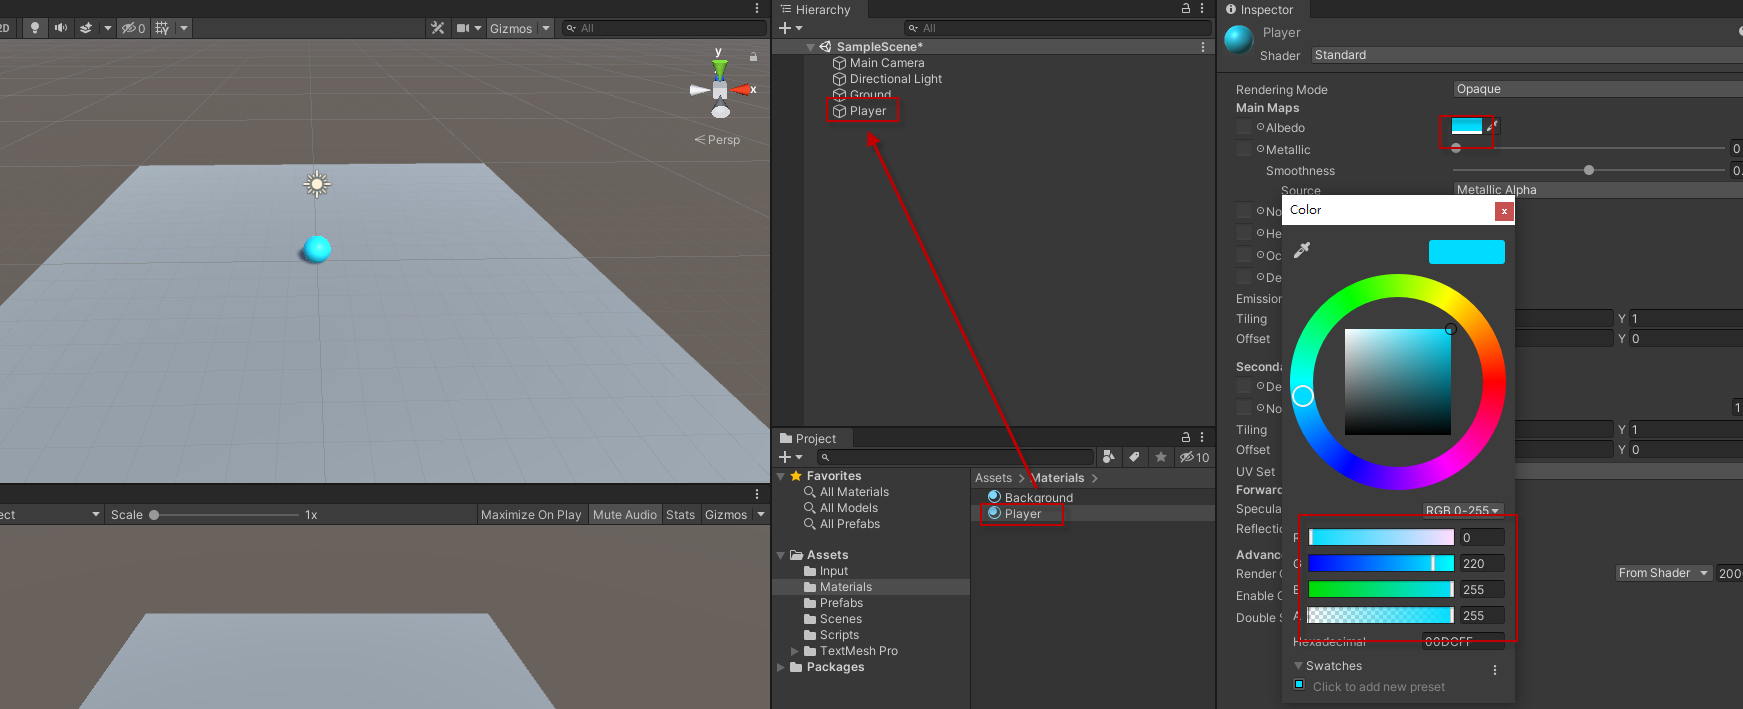 2D
0
Gizmos
All
y
x
Persp
ect
Scale
1x
Maximize On Play
Mute Audio
Stats
Gizmos
Hierarchy
All
SampleScene*
Main Camera
Directional Light
Ground
Player
Project
10
Favorites
All Materials
All Models
All Prefabs
Assets
Input
Materials
Prefabs
Scenes
Scripts
TextMesh Pro
Packages
Assets > Materials >
Background
Player
Inspector
Player
Shader Standard
Rendering Mode Opaque
Main Maps
Albedo
Metallic 0
Smoothness 0.
Source Metallic Alpha
No
He
Oc
De
Emission
Tiling Y 1
Offset Y 0
Seconda
De
No 1
Tiling Y 1
Offset Y 0
UV Set
Forward
Specula
Reflectio
Advanc
Render From Shader 200
Enable
Double S
Color
x
RGB 0-255
R 0
G 220
B 255
A 255
Hexadecimal 00DCFF
Swatches
Click to add new preset